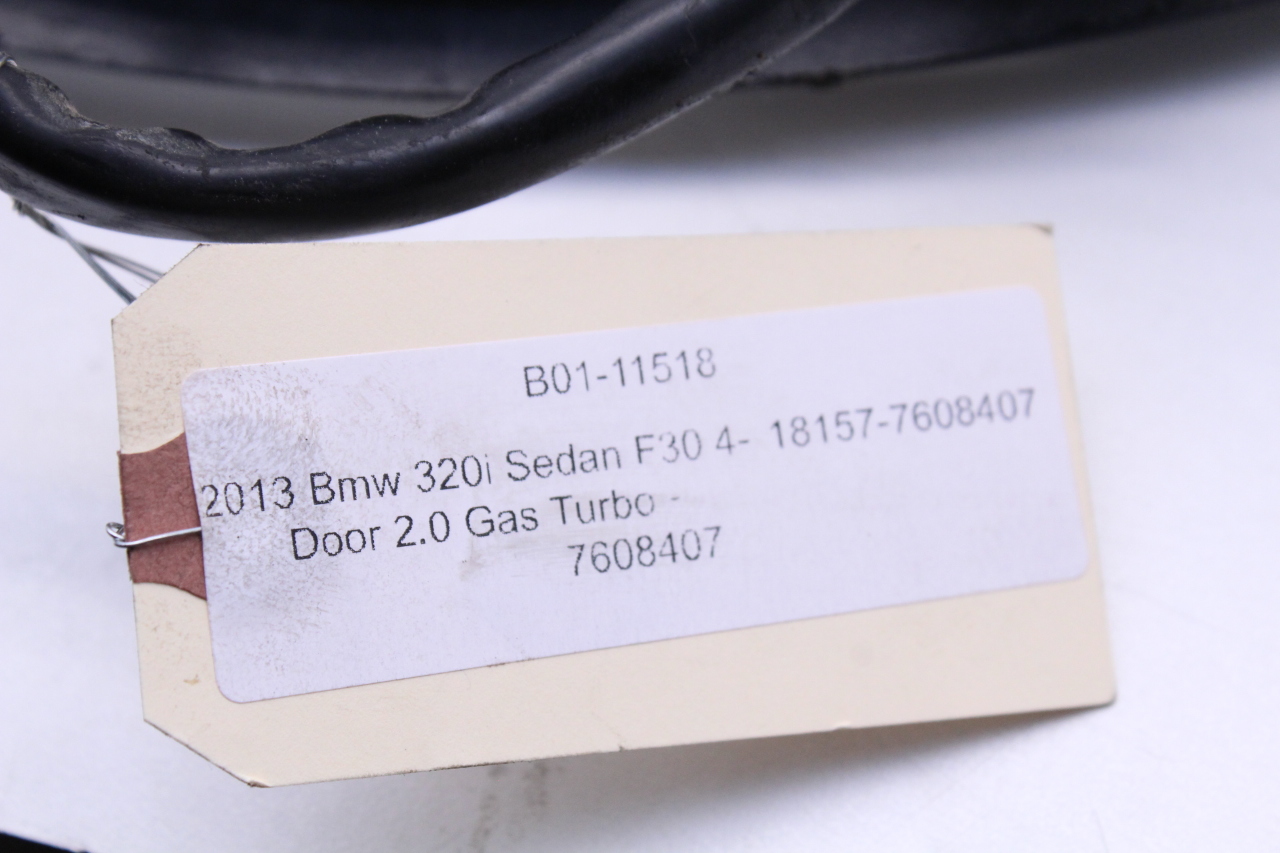 B01-11518
2013 Bmw 320i Sedan F30 4- 18157-7608407
Door 2.0 Gas Turbo -
7608407